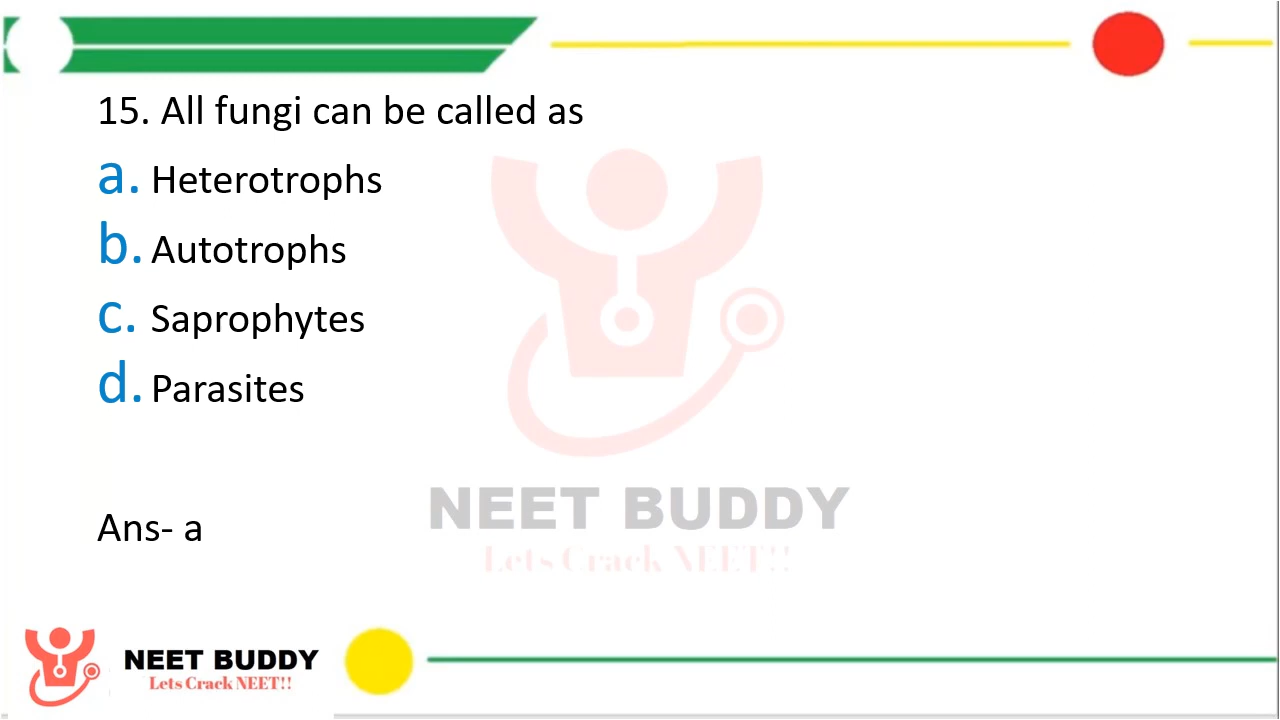 15. All fungi can be called as
a. Heterotrophs
b. Autotrophs
c. Saprophytes
d. Parasites
NEET BUDDY
Lets Crack NEET!!
Ans- a
NEET BUDDY
Lets Crack NEET!!